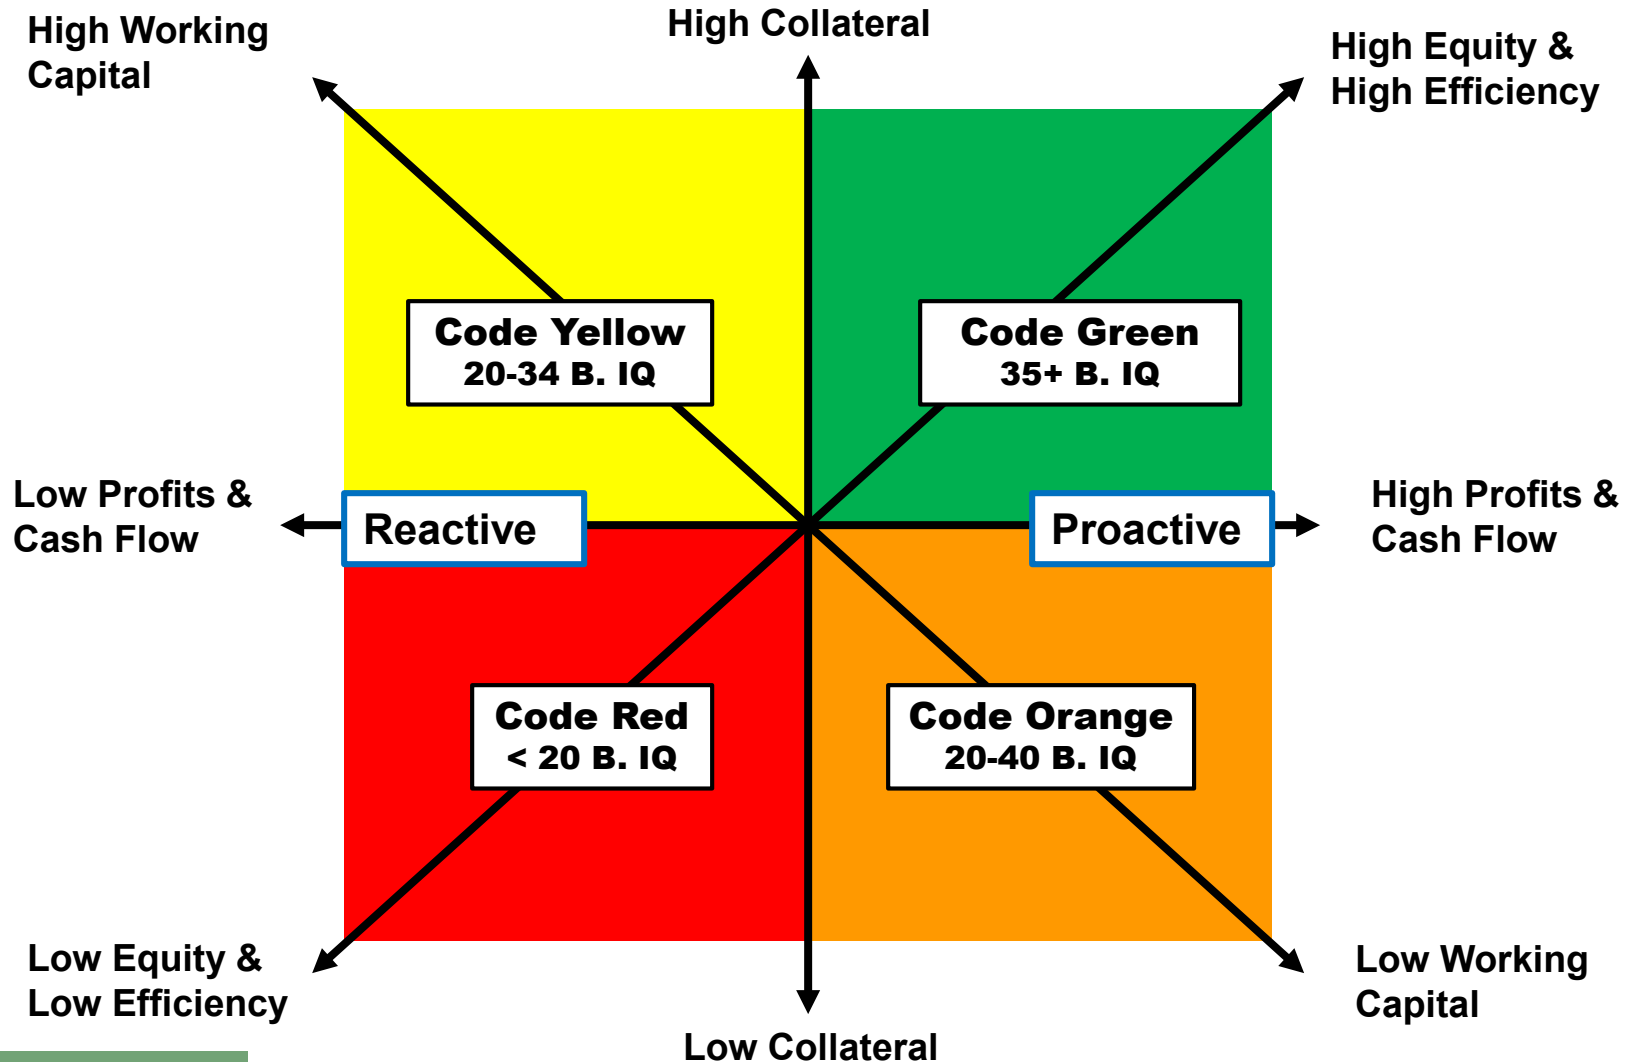 High Collateral
High Working
Capital
High Equity &
High Efficiency
Code Yellow
20-34 B. IQ
Code Green
35+ B. IQ
Low Profits &
Cash Flow
Reactive
Proactive
High Profits &
Cash Flow
Code Red
< 20 B. IQ
Code Orange
20-40 B. IQ
Low Equity &
Low Efficiency
Low Working
Capital
Low Collateral